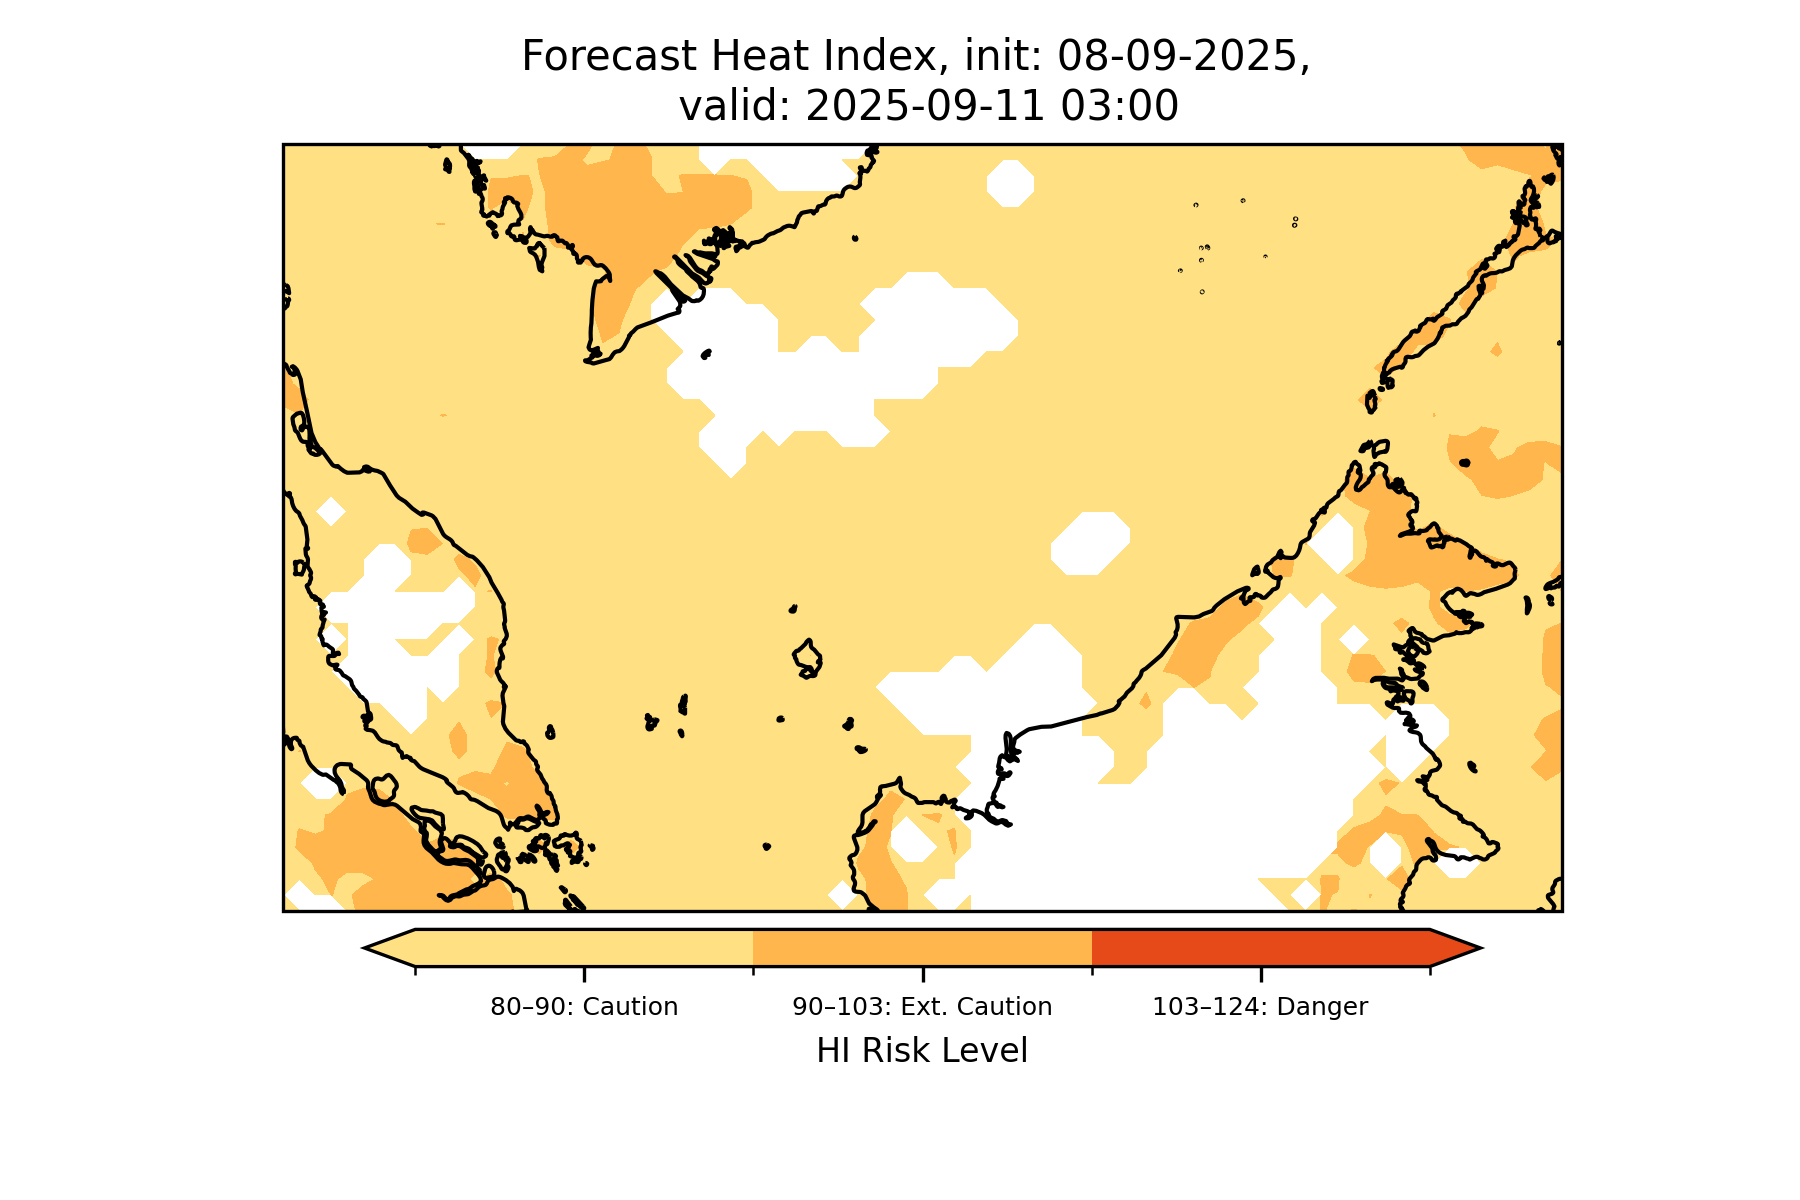 Forecast Heat Index, init: 08-09-2025,
valid: 2025-09-11 03:00
80–90: Caution
90–103: Ext. Caution
103–124: Danger
HI Risk Level